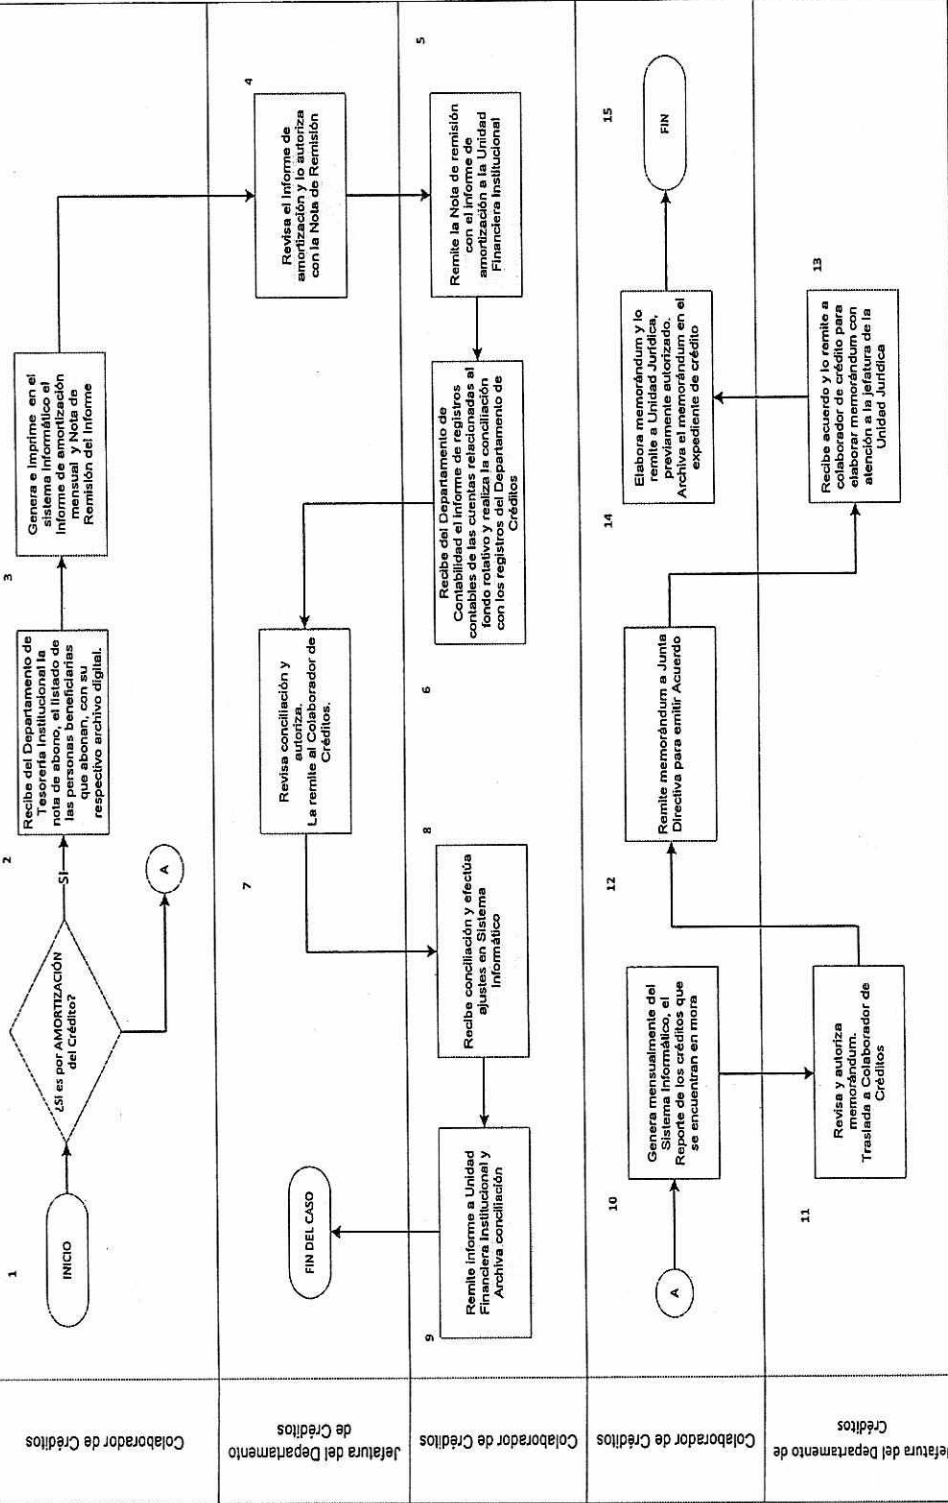 Colaborador de Créditos
1
INICIO
¿Si es por AMORTIZACIÓN
del Crédito?
SI
A
2
Recibe del Departamento de
Tesorería Institucional la
nota de abono, el listado de
las personas beneficiarias
que abonan, con su
respectivo archivo digital.
3
Genera e Imprime en el
sistema Informático el
Informe de amortización
mensual y Nota de
Remisión del Informe
Jefatura del Departamento
de Créditos
4
Revisa el Informe de
amortización y lo autoriza
con la Nota de Remisión
7
Revisa conciliación y
autoriza.
La remite al Colaborador de
Créditos.
FIN DEL CASO
Colaborador de Créditos
5
Remite la Nota de remisión
con el informe de
amortización a la Unidad
Financiera Institucional
6
Recibe del Departamento de
Contabilidad el informe de registros
contables de las cuentas relacionadas al
fondo rotativo y realiza la conciliación
con los registros del Departamento de
Créditos
8
Recibe conciliación y efectúa
ajustes en Sistema
Informático
9
Remite informe a Unidad
Financiera Institucional y
Archiva conciliación
Colaborador de Créditos
A
10
Genera mensualmente del
Sistema Informático, el
Reporte de los créditos que
se encuentran en mora
12
Remite memorándum a Junta
Directiva para emitir Acuerdo
14
Elabora memorándum y lo
remite a Unidad Jurídica,
previamente autorizado.
Archiva el memorándum en el
expediente de crédito
15
FIN
Jefatura del Departamento de
Créditos
11
Revisa y autoriza
memorándum.
Traslada a Colaborador de
Créditos
13
Recibe acuerdo y lo remite a
colaborador de crédito para
elaborar memorándum con
atención a la jefatura de la
Unidad Jurídica